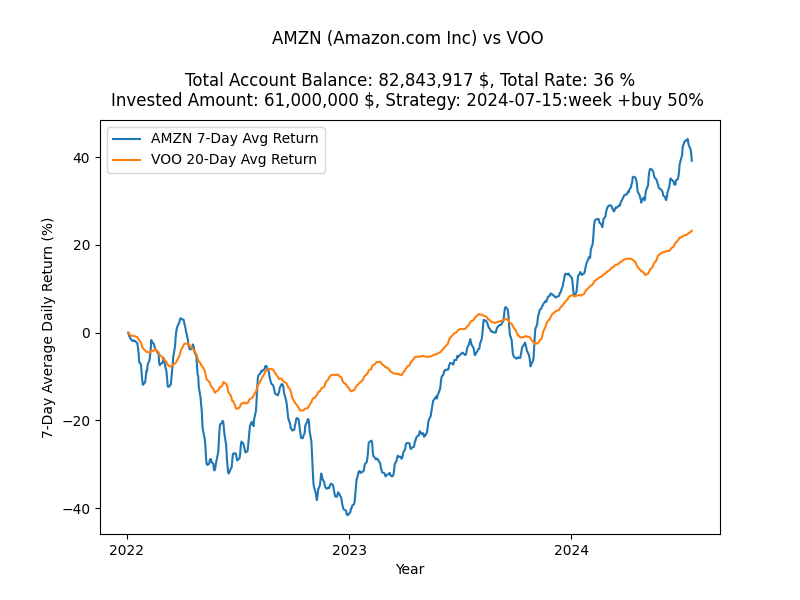 AMZN (Amazon.com Inc) vs VOO
Total Account Balance: 82,843,917 $, Total Rate: 36 %
Invested Amount: 61,000,000 $, Strategy: 2024-07-15:week +buy 50%
AMZN 7-Day Avg Return
VOO 20-Day Avg Return
7-Day Average Daily Return (%)
40
20
0
−20
−40
2022
2023
2024
Year